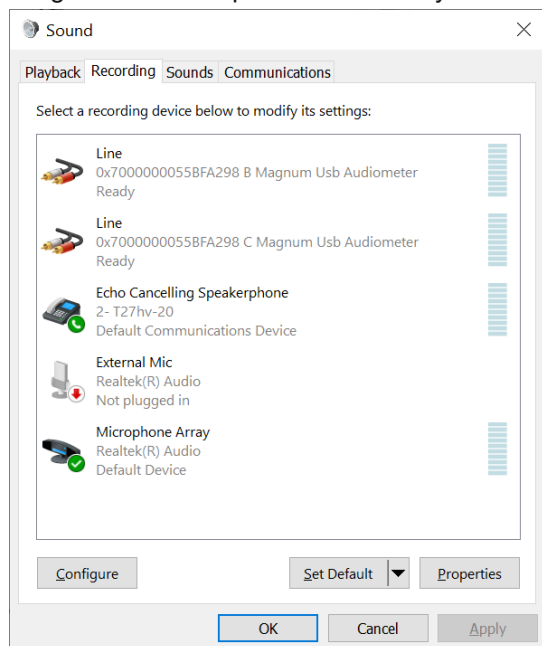 Sound
Playback Recording Sounds Communications
Select a recording device below to modify its settings:
Line
0x7000000055BFA298 B Magnum Usb Audiometer
Ready
Line
0x7000000055BFA298 C Magnum Usb Audiometer
Ready
Echo Cancelling Speakerphone
2- T27hv-20
Default Communications Device
External Mic
Realtek(R) Audio
Not plugged in
Microphone Array
Realtek(R) Audio
Default Device
Configure Set Default Properties
OK Cancel Apply